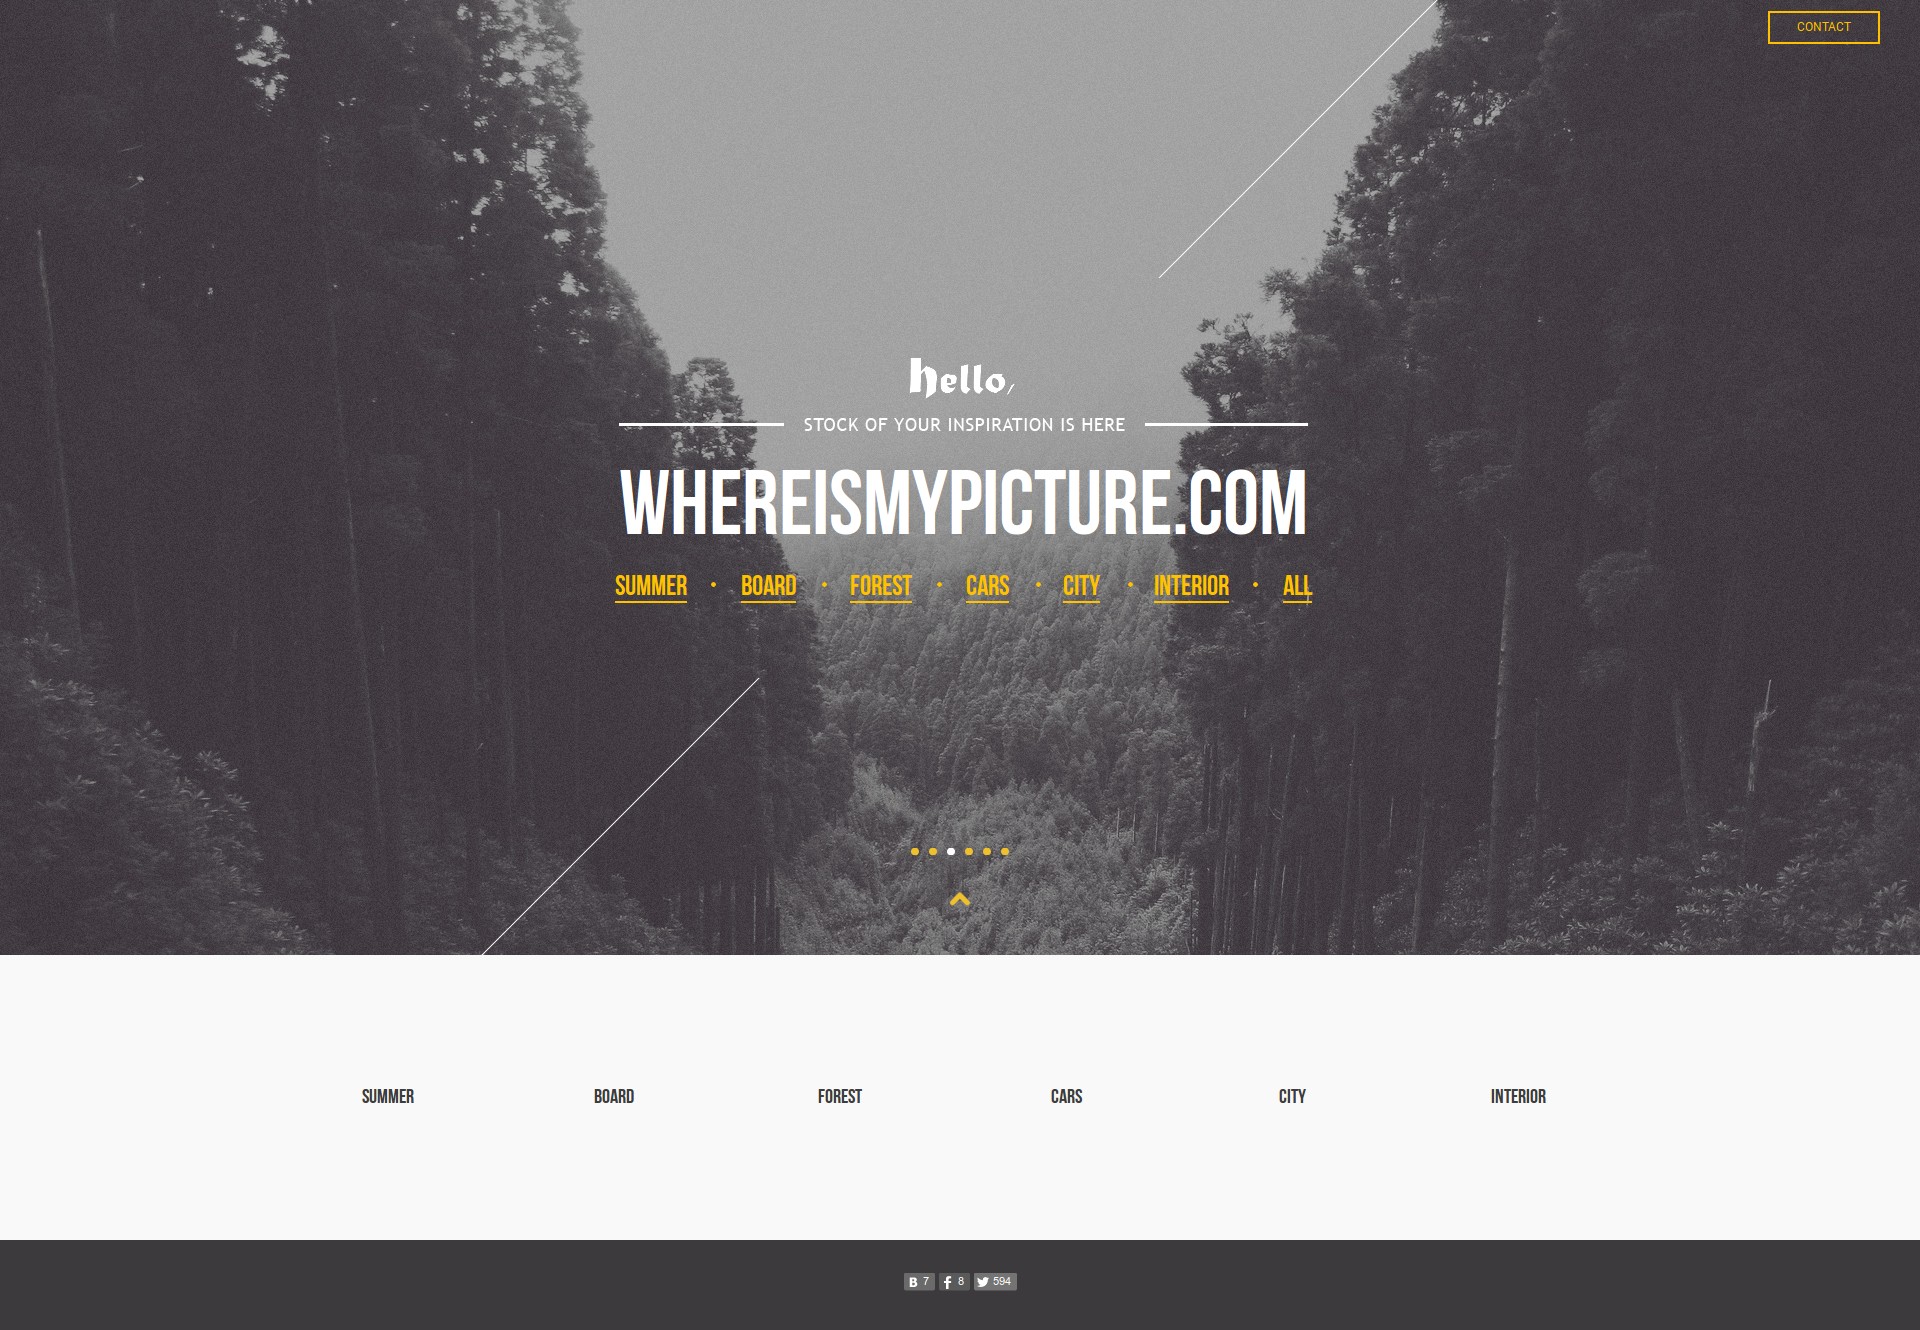 CONTACT
hello,
STOCK OF YOUR INSPIRATION IS HERE
WHEREISMYPICTURE.COM
SUMMER • BOARD • FOREST • CARS • CITY • INTERIOR • ALL
SUMMER BOARD FOREST CARS CITY INTERIOR
B 7 f 8 594